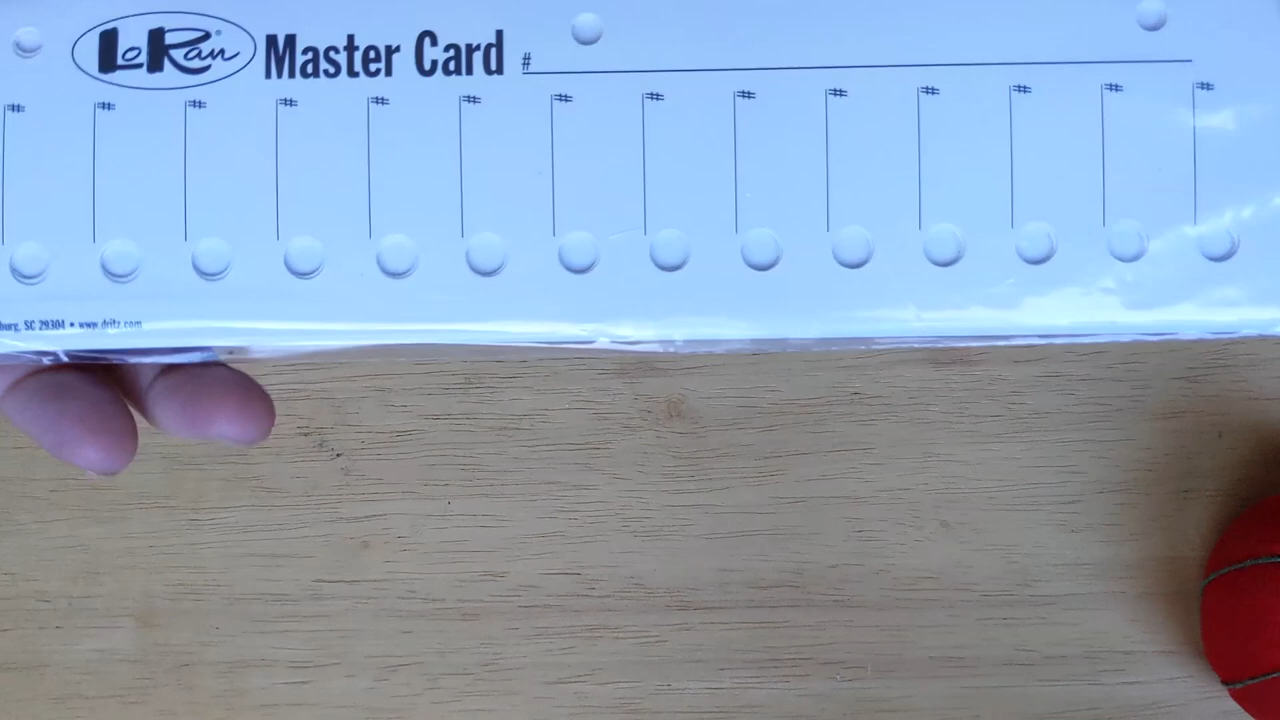 LoRan® Master Card #
# # # # # # # # # # # # # #
burg, SC 29304 • www.dritz.com